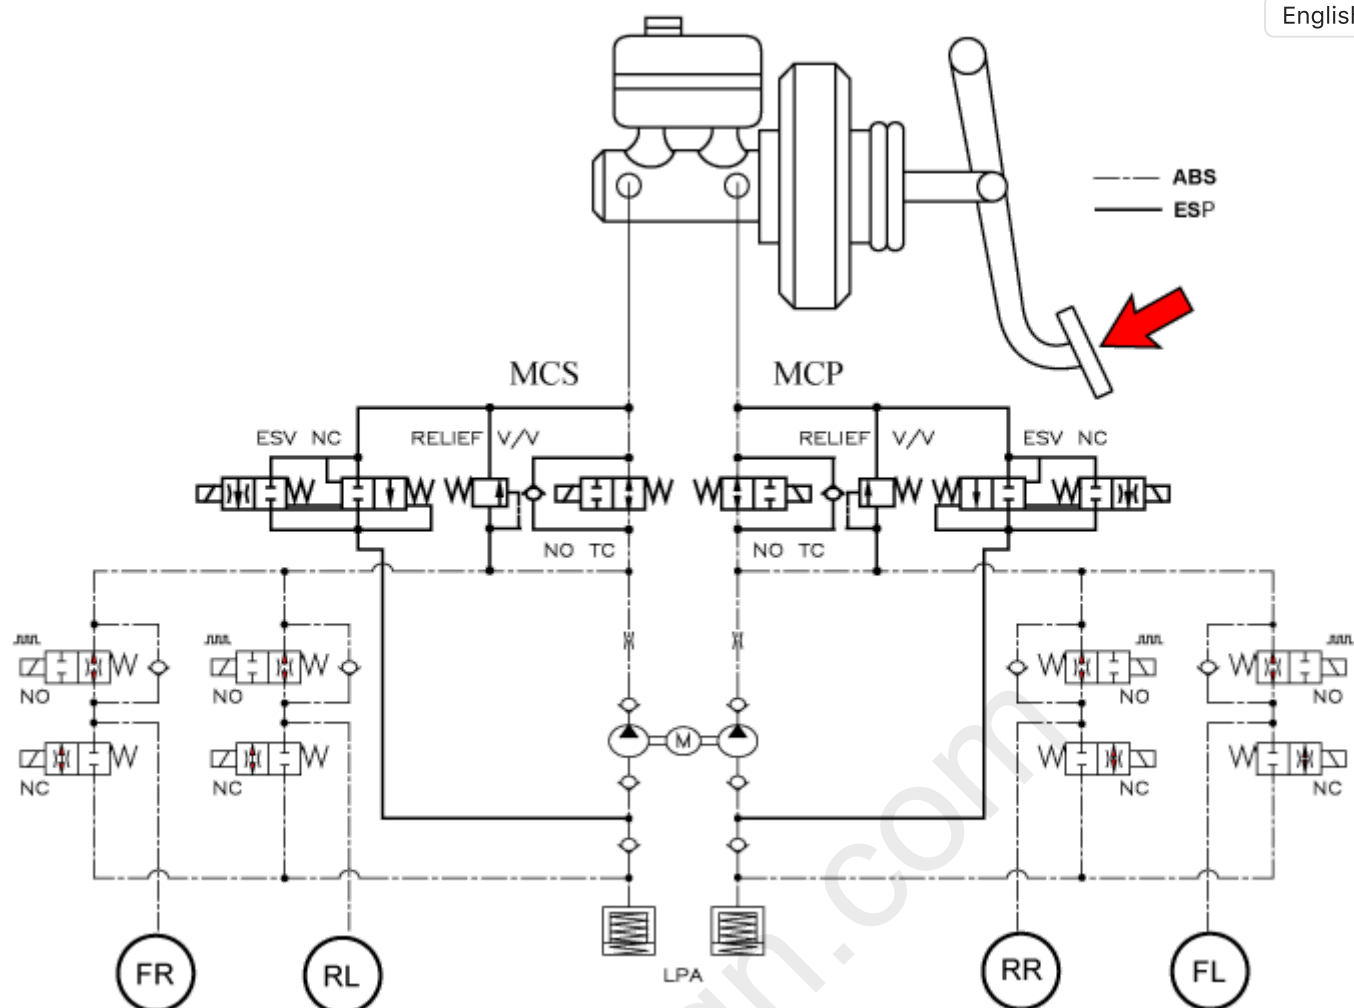 English
ABS
ESP
MCS MCP
ESV NC RELIEF V/V RELIEF V/V ESV NC
NO TC NO TC
NO NO NO NO
M
NC NC NC NC
FR RL LPA RR FL